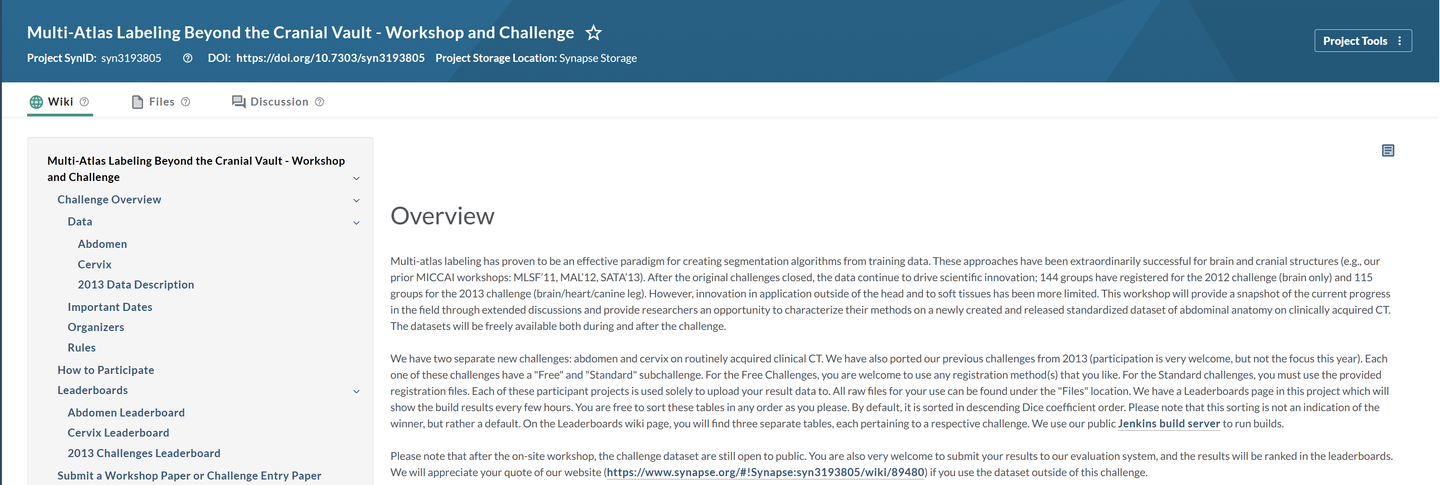 Multi-Atlas Labeling Beyond the Cranial Vault - Workshop and Challenge
Project Tools
Project SynID: syn3193805 DOI: https://doi.org/10.7303/syn3193805 Project Storage Location: Synapse Storage
Wiki Files Discussion
Multi-Atlas Labeling Beyond the Cranial Vault - Workshop
and Challenge
Challenge Overview
Data
Abdomen
Cervix
2013 Data Description
Important Dates
Organizers
Rules
How to Participate
Leaderboards
Abdomen Leaderboard
Cervix Leaderboard
2013 Challenges Leaderboard
Submit a Workshop Paper or Challenge Entry Paper
Overview
Multi-atlas labeling has proven to be an effective paradigm for creating segmentation algorithms from training data. These approaches have been extraordinarily successful for brain and cranial structures (e.g., our
prior MICCAI workshops: MLSF'11, MAL'12, SATA'13). After the original challenges closed, the data continue to drive scientific innovation; 144 groups have registered for the 2012 challenge (brain only) and 115
groups for the 2013 challenge (brain/heart/canine leg). However, innovation in application outside of the head and to soft tissues has been more limited. This workshop will provide a snapshot of the current progress
in the field through extended discussions and provide researchers an opportunity to characterize their methods on a newly created and released standardized dataset of abdominal anatomy on clinically acquired CT.
The datasets will be freely available both during and after the challenge.
We have two separate new challenges: abdomen and cervix on routinely acquired clinical CT. We have also ported our previous challenges from 2013 (participation is very welcome, but not the focus this year). Each
one of these challenges have a "Free" and "Standard" subchallenge. For the Free Challenges, you are welcome to use any registration method(s) that you like. For the Standard challenges, you must use the provided
registration files. Each of these participant projects is used solely to upload your result data to. All raw files for your use can be found under the "Files" location. We have a Leaderboards page in this project which will
show the build results every few hours. You are free to sort these tables in any order as you please. By default, it is sorted in descending Dice coefficient order. Please note that this sorting is not an indication of the
winner, but rather a default. On the Leaderboards wiki page, you will find three separate tables, each pertaining to a respective challenge. We use our public Jenkins build server to run builds.
Please note that after the on-site workshop, the challenge dataset are still open to public. You are also very welcome to submit your results to our evaluation system, and the results will be ranked in the leaderboards.
We will appreciate your quote of our website (https://www.synapse.org/#!Synapse:syn3193805/wiki/89480) if you use the dataset outside of this challenge.